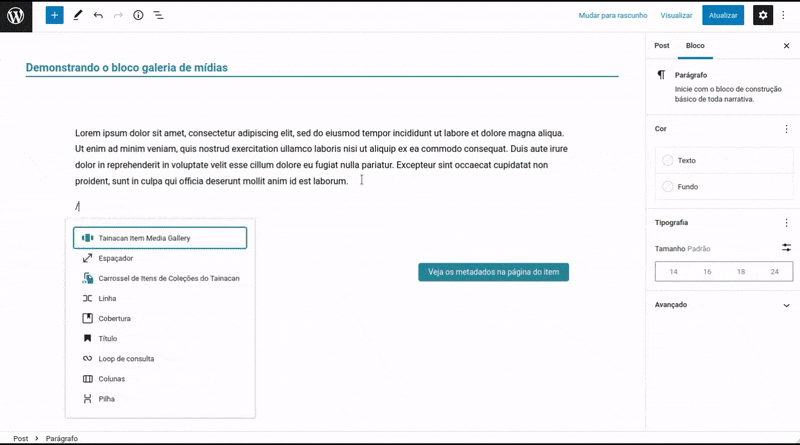 Mudar para rascunho
Visualizar
Atualizar
Demonstrando o bloco galeria de mídias
Lorem ipsum dolor sit amet, consectetur adipiscing elit, sed do eiusmod tempor incididunt ut labore et dolore magna aliqua.
Ut enim ad minim veniam, quis nostrud exercitation ullamco laboris nisi ut aliquip ex ea commodo consequat. Duis aute irure
dolor in reprehenderit in voluptate velit esse cillum dolore eu fugiat nulla pariatur. Excepteur sint occaecat cupidatat non
proident, sunt in culpa qui officia deserunt mollit anim id est laborum.
/
Tainacan Item Media Gallery
Espaçador
Carrossel de Itens de Coleções do Tainacan
Linha
Cobertura
Título
Loop de consulta
Colunas
Pilha
Veja os metadados na página do item
Post
Bloco
Parágrafo
Inicie com o bloco de construção
básico de toda narrativa.
Cor
Texto
Fundo
Tipografia
Tamanho Padrão
14 16 18 24
Avançado
Post > Parágrafo